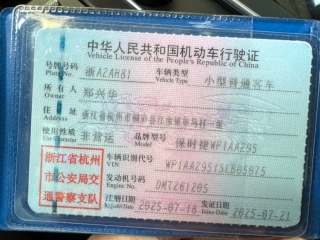 中华人民共和国机动车行驶证
Vehicle License of the People's Republic of China
号牌号码 浙A2AH81 车辆类型 小型普通客车
Plate No. Vehicle Type
所有人 郑兴华
Owner
住址 浙江省杭州市
Address
使用性质 非营运 品牌型号 保时捷WP1AA295
Use Character Model
浙江省杭州
市公安局交
通警察支队
车辆识别代号
VIN
发动机号码
Engine No.
注册日期 2025-07-18 发证日期 2025-07-21
Register Date Issue Date